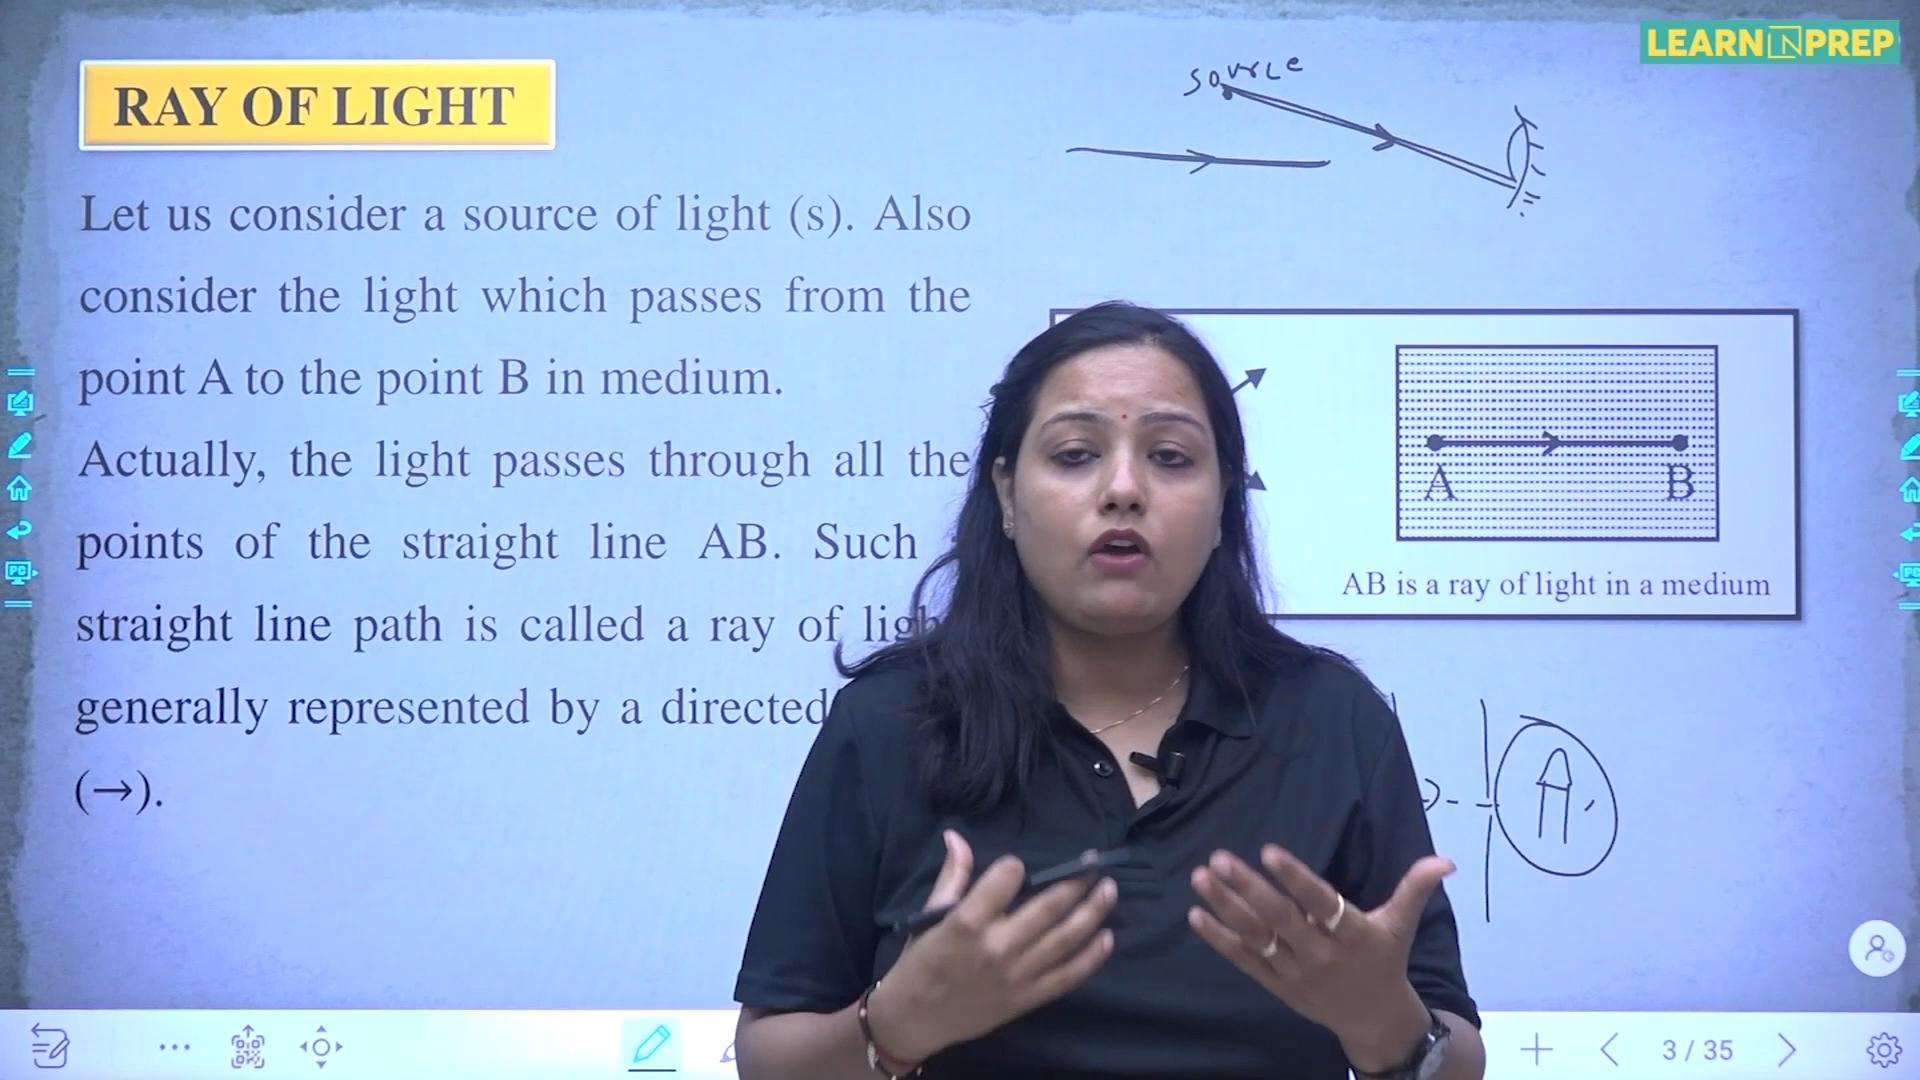 LEARN IN PREP
RAY OF LIGHT
source
Let us consider a source of light (s). Also
consider the light which passes from the
point A to the point B in medium.
Actually, the light passes through all the
points of the straight line AB. Such
straight line path is called a ray of
generally represented by a directed
(→).
A B
AB is a ray of light in a medium
A
PC
PC
3 / 35